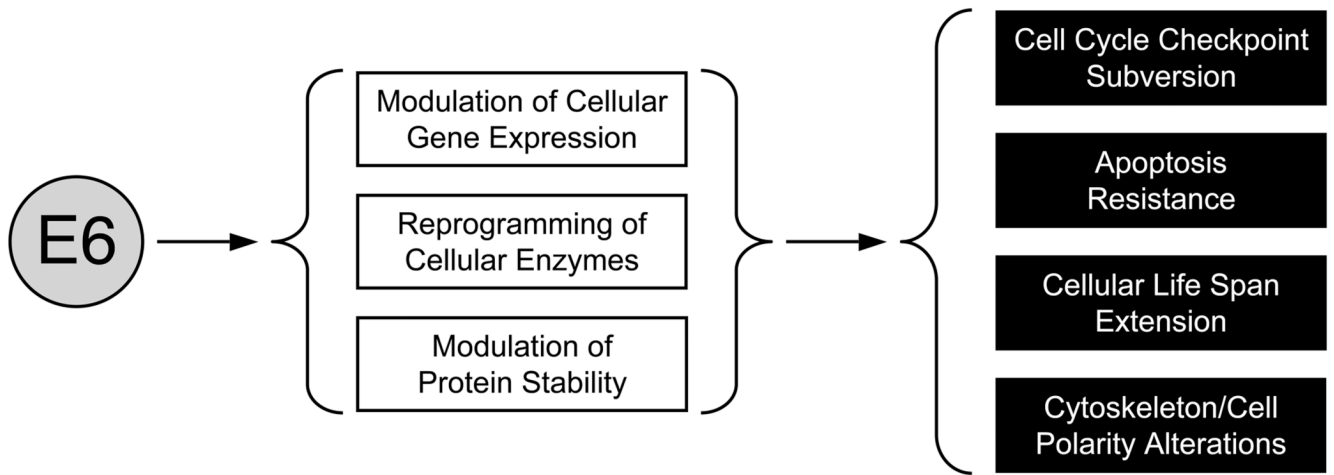 E6
Modulation of Cellular
Gene Expression
Reprogramming of
Cellular Enzymes
Modulation of
Protein Stability
Cell Cycle Checkpoint
Subversion
Apoptosis
Resistance
Cellular Life Span
Extension
Cytoskeleton/Cell
Polarity Alterations